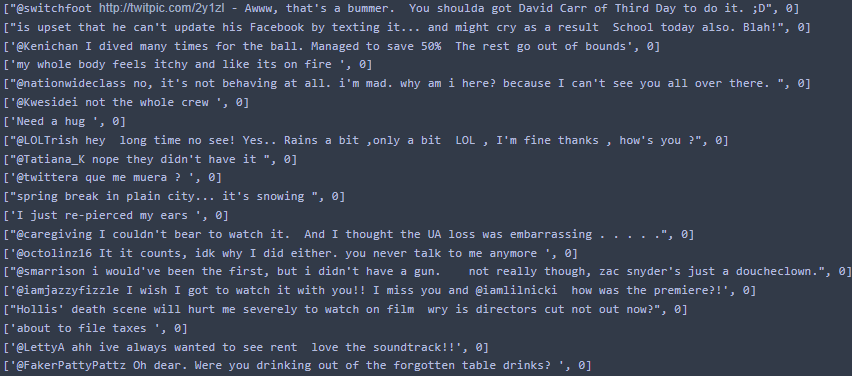 ["@switchfoot http://twitpic.com/2y1zl - Awww, that's a bummer.  You shoulda got David Carr of Third Day to do it. ;D", 0]
["is upset that he can't update his Facebook by texting it... and might cry as a result  School today also. Blah!", 0]
['@Kenichan I dived many times for the ball. Managed to save 50%  The rest go out of bounds', 0]
['my whole body feels itchy and like its on fire ', 0]
["@nationwideclass no, it's not behaving at all. i'm mad. why am i here? because I can't see you all over there. ", 0]
['@Kwesidei not the whole crew ', 0]
['Need a hug ', 0]
["@LOLTrish hey  long time no see! Yes.. Rains a bit ,only a bit  LOL , I'm fine thanks , how's you ?", 0]
["@Tatiana_K nope they didn't have it ", 0]
['@twittera que me muera ? ', 0]
["spring break in plain city... it's snowing ", 0]
['I just re-pierced my ears ', 0]
["@caregiving I couldn't bear to watch it.  And I thought the UA loss was embarrassing . . . . .", 0]
['@octolinz16 It it counts, idk why I did either. you never talk to me anymore ', 0]
["@smarrison i would've been the first, but i didn't have a gun.    not really though, zac snyder's just a doucheclown.", 0]
['@iamjazzyfizzle I wish I got to watch it with you!! I miss you and @iamlilnicki  how was the premiere?!', 0]
["Hollis' death scene will hurt me severely to watch on film  wry is directors cut not out now?", 0]
['about to file taxes ', 0]
['@LettyA ahh ive always wanted to see rent  love the soundtrack!!', 0]
['@FakerPattyPattz Oh dear. Were you drinking out of the forgotten table drinks? ', 0]